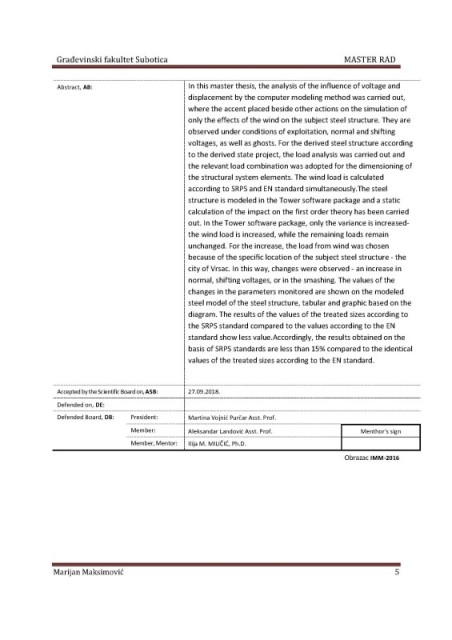 Građevinski fakultet Subotica MASTER RAD
Abstract, AB: In this master thesis, the analysis of the influence of voltage and
displacement by the computer modeling method was carried out,
where the accent placed beside other actions on the simulation of
only the effects of the wind on the subject steel structure. They are
observed under conditions of exploitation, normal and shifting
voltages, as well as ghosts. For the derived steel structure according
to the derived state project, the load analysis was carried out and
the relevant load combination was adopted for the dimensioning of
the structural system elements. The wind load is calculated
according to SRPS and EN standard simultaneously.The steel
structure is modeled in the Tower software package and a static
calculation of the impact on the first order theory has been carried
out. In the Tower software package, only the variance is increased-
the wind load is increased, while the remaining loads remain
unchanged. For the increase, the load from wind was chosen
because of the specific location of the subject steel structure - the
city of Vrsac. In this way, changes were observed - an increase in
normal, shifting voltages, or in the smashing. The values of the
changes in the parameters monitored are shown on the modeled
steel model of the steel structure, tabular and graphic based on the
diagram. The results of the values of the treated sizes according to
the SRPS standard compared to the values according to the EN
standard show less value.Accordingly, the results obtained on the
basis of SRPS standards are less than 15% compared to the identical
values of the treated sizes according to the EN standard.
Accepted by the Scientific Board on, ASB: 27.09.2018.
Defended on, DE:
Defended Board, DB: President: Martina Vojnić Purčar Asst. Prof.
Member: Aleksandar Landović Asst. Prof. Menthor's sign
Member, Mentor: Ilija M. MILIČIĆ, Ph.D.
Obrazac IMM-2016
Marijan Maksimović 5